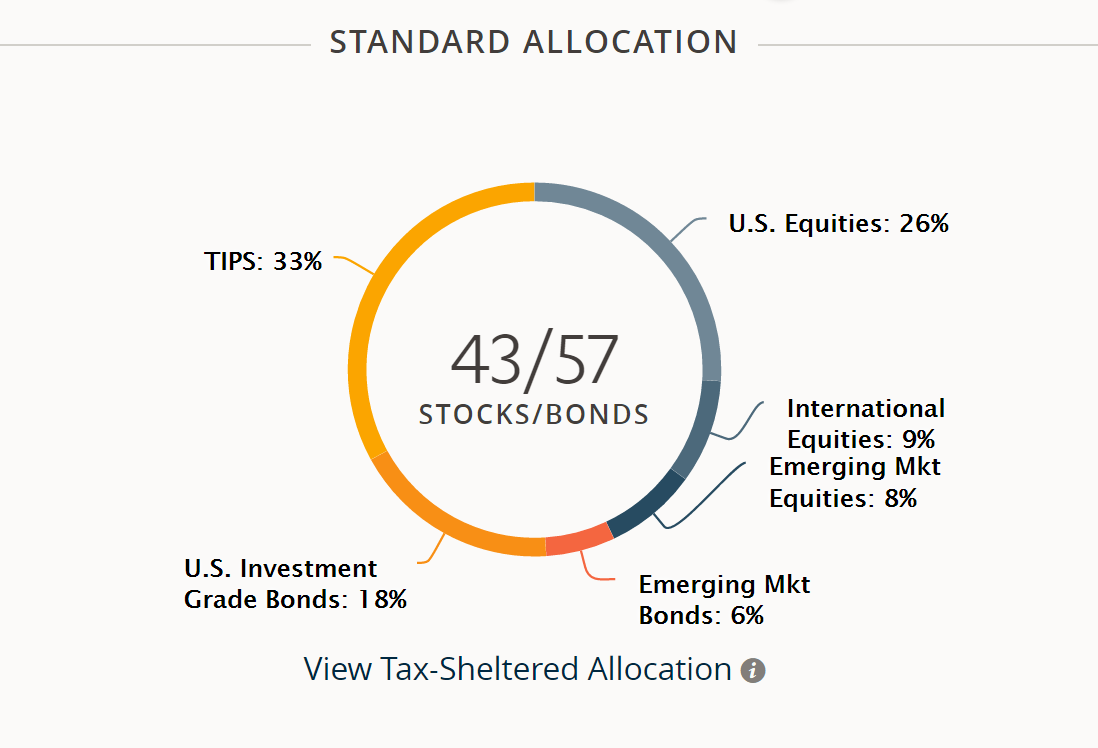 STANDARD ALLOCATION
U.S. Equities: 26%
TIPS: 33%
43/57
STOCKS/BONDS
International
Equities: 9%
Emerging Mkt
Equities: 8%
U.S. Investment
Grade Bonds: 18%
Emerging Mkt
Bonds: 6%
View Tax-Sheltered Allocation i